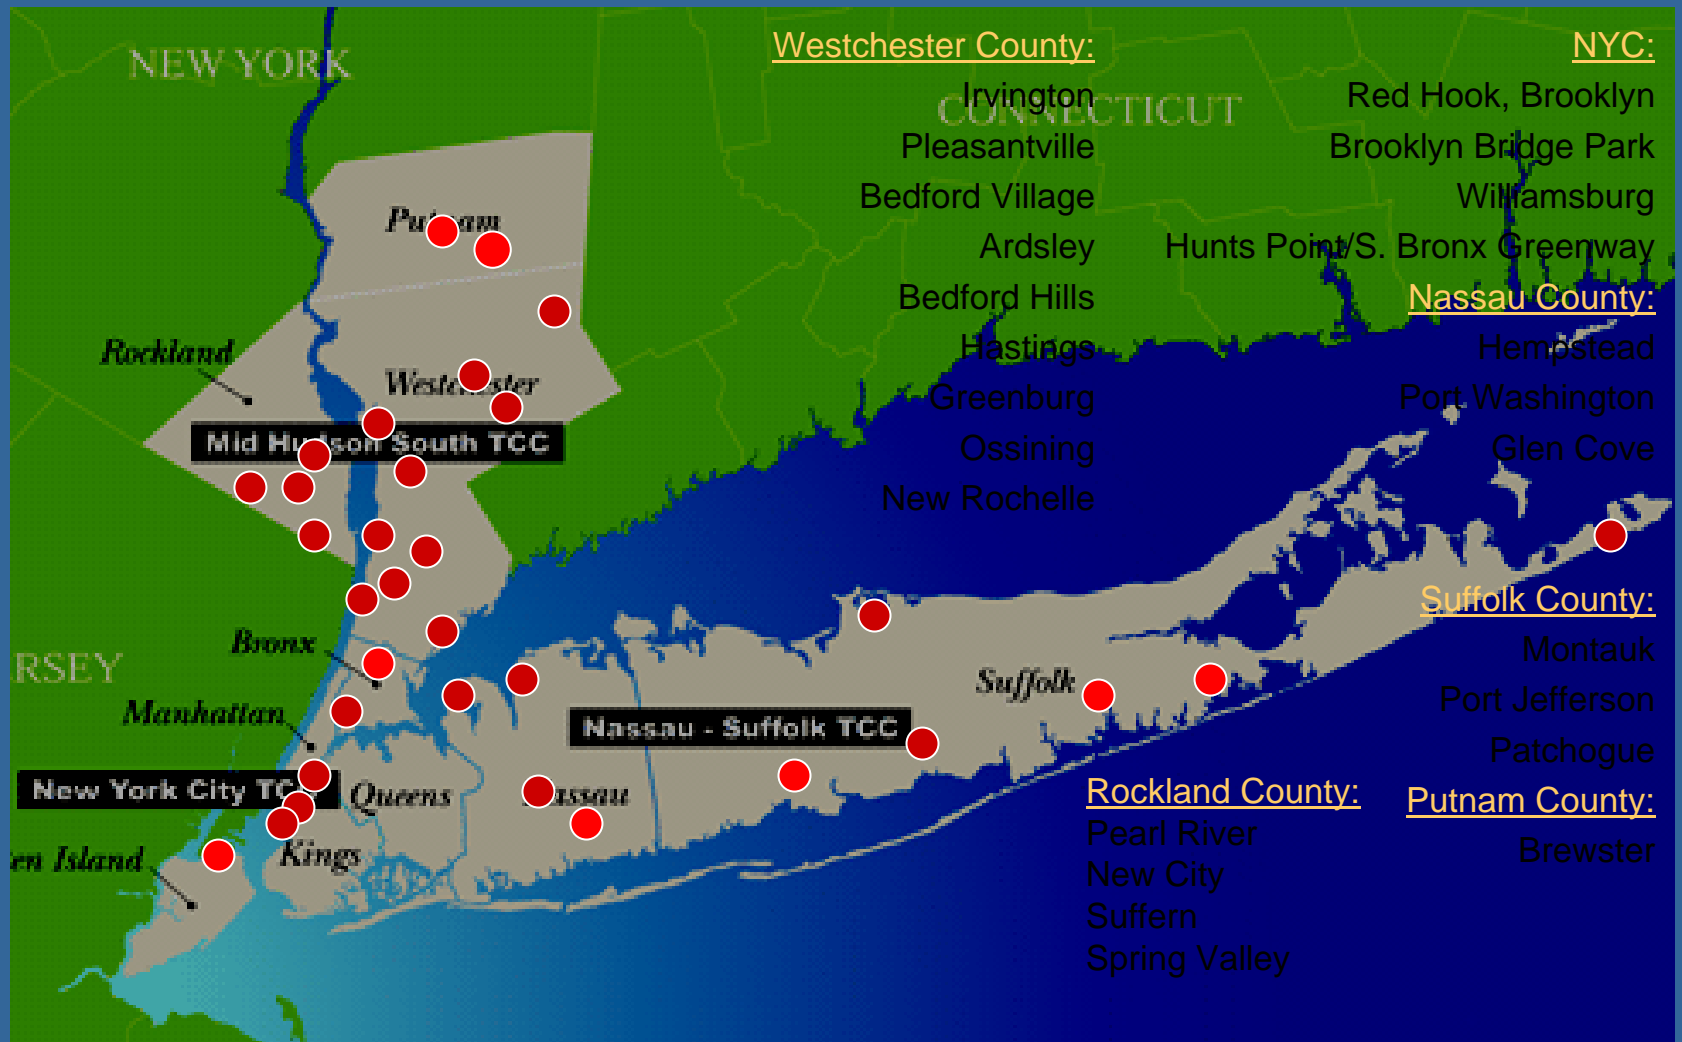 NEW YORK
CONNECTICUT
RSEY
Putnam
Rockland
Westchester
Mid Hudson South TCC
Bronx
Manhattan
New York City TCC
Queens
Kings
en Island
Nassau
Nassau - Suffolk TCC
Suffolk
Westchester County:
Irvington
Pleasantville
Bedford Village
Ardsley
Bedford Hills
Hastings
Greenburg
Ossining
New Rochelle
NYC:
Red Hook, Brooklyn
Brooklyn Bridge Park
Williamsburg
Hunts Point/S. Bronx Greenway
Nassau County:
Hempstead
Port Washington
Glen Cove
Suffolk County:
Montauk
Port Jefferson
Patchogue
Putnam County:
Brewster
Rockland County:
Pearl River
New City
Suffern
Spring Valley